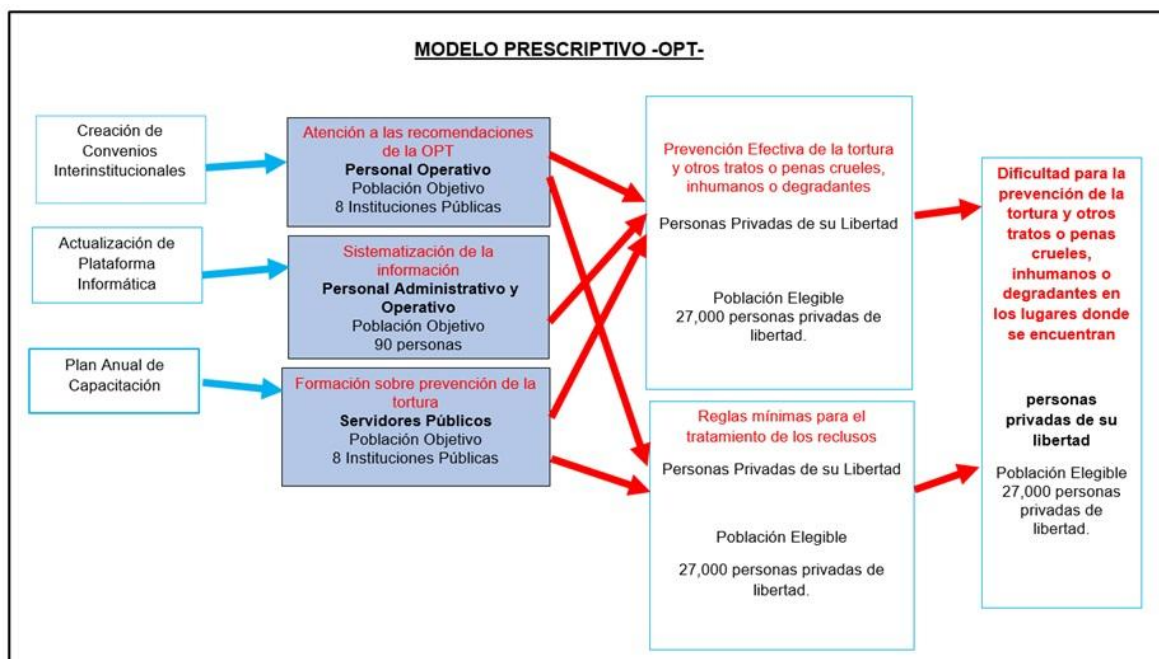 MODELO PRESCRIPTIVO -OPT-
Creación de
Convenios
Interinstitucionales
Actualización de
Plataforma
Informática
Plan Anual de
Capacitación
Atención a las recomendaciones
de la OPT
Personal Operativo
Población Objetivo
8 Instituciones Públicas
Sistematización de la
información
Personal Administrativo y
Operativo
Población Objetivo
90 personas
Formación sobre prevención de la
tortura
Servidores Públicos
Población Objetivo
8 Instituciones Públicas
Prevención Efectiva de la tortura
y otros tratos o penas crueles,
inhumanos o degradantes
Personas Privadas de su Libertad
Población Elegible
27,000 personas privadas de
libertad.
Reglas mínimas para el
tratamiento de los reclusos
Personas Privadas de su Libertad
Población Elegible
27,000 personas privadas de
libertad.
Dificultad para la
prevención de la
tortura y otros
tratos o penas
crueles,
inhumanos o
degradantes en
los lugares donde
se encuentran
personas
privadas de su
libertad
Población Elegible
27,000 personas
privadas de
libertad.